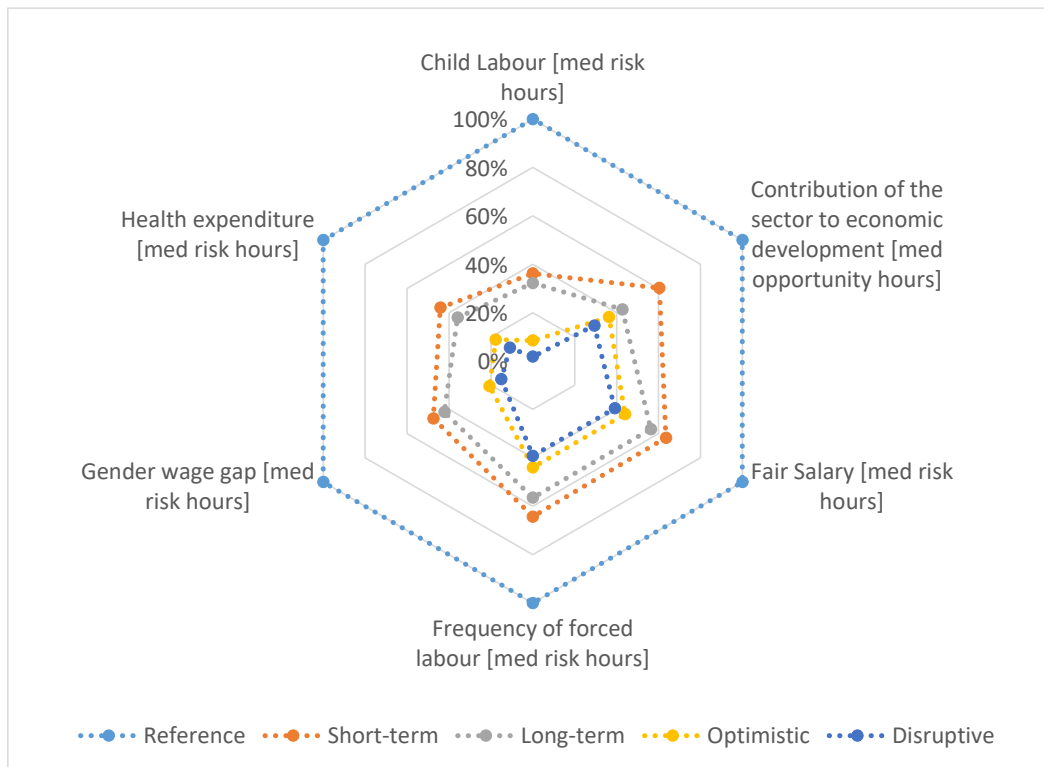 Child Labour [med risk
hours]
100%
80%
60%
40%
20%
0%
Contribution of the
sector to economic
development [med
opportunity hours]
Fair Salary [med risk
hours]
Frequency of forced
labour [med risk hours]
Gender wage gap [med
risk hours]
Health expenditure
[med risk hours]
Reference Short-term Long-term Optimistic Disruptive